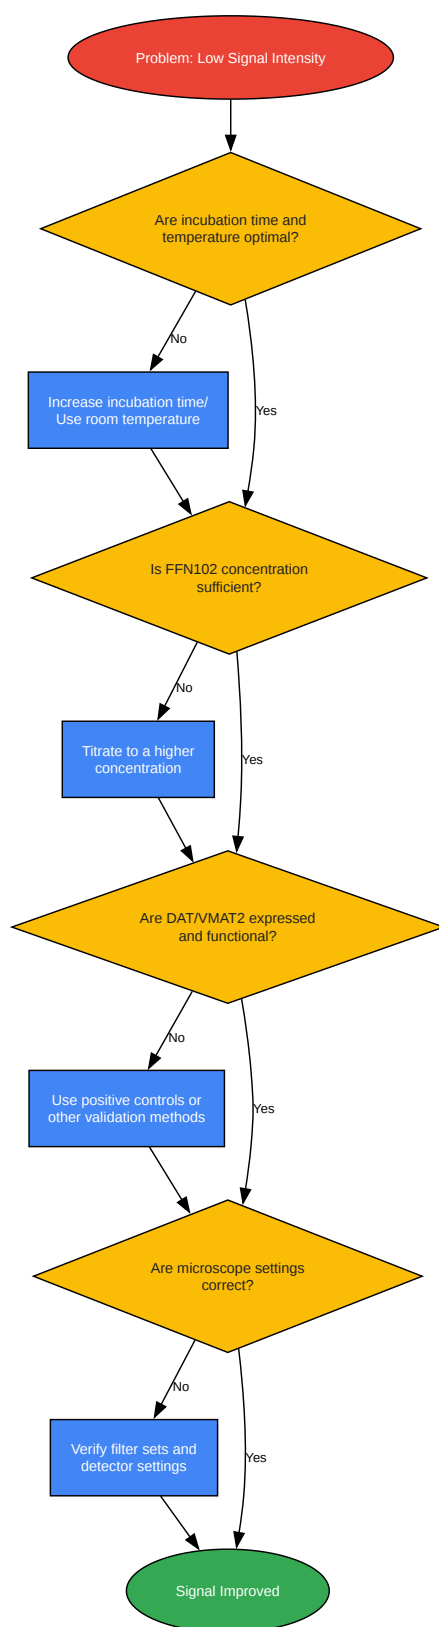 Problem: Low Signal Intensity
Are incubation time and
temperature optimal?
No
Increase incubation time/
Use room temperature
Yes
Is FFN102 concentration
sufficient?
No
Titrate to a higher
concentration
Yes
Are DAT/VMAT2 expressed
and functional?
No
Use positive controls or
other validation methods
Yes
Are microscope settings
correct?
No
Verify filter sets and
detector settings
Yes
Signal Improved